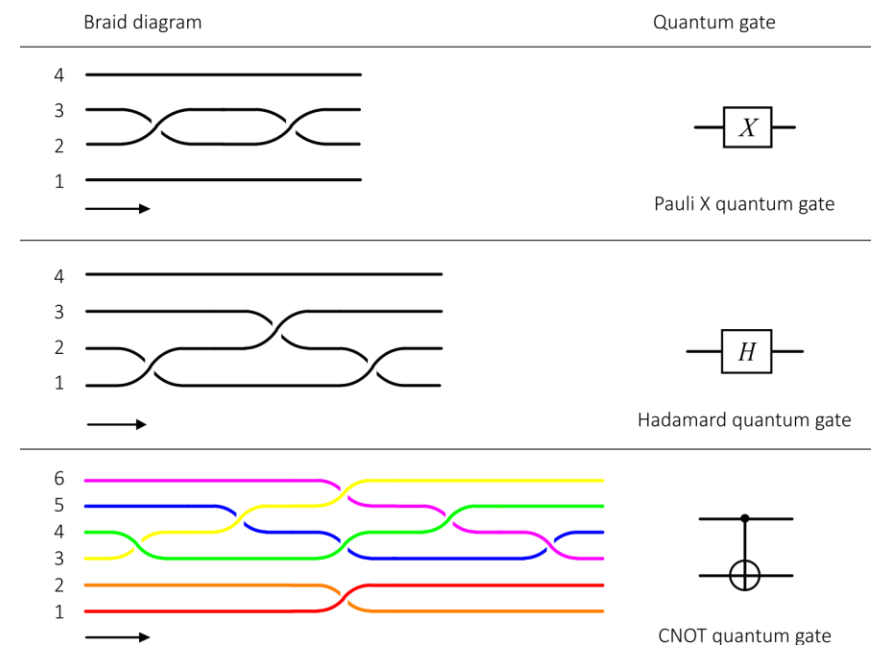 Braid diagram Quantum gate
4
3
2
1
X
Pauli X quantum gate
4
3
2
1
H
Hadamard quantum gate
6
5
4
3
2
1
CNOT quantum gate